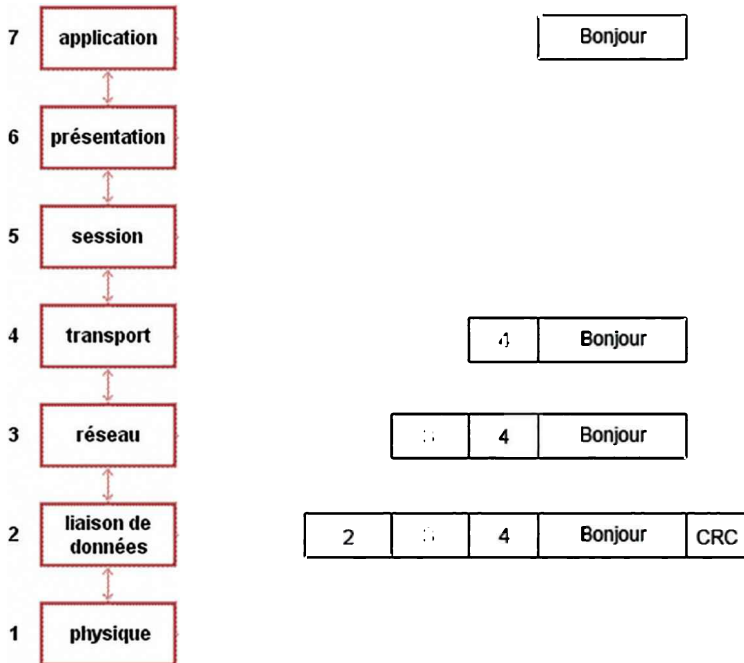 7 application Bonjour
6 présentation
5 session
4 transport 4 Bonjour
3 réseau 4 Bonjour
2 liaison de données 2 4 Bonjour CRC
1 physique